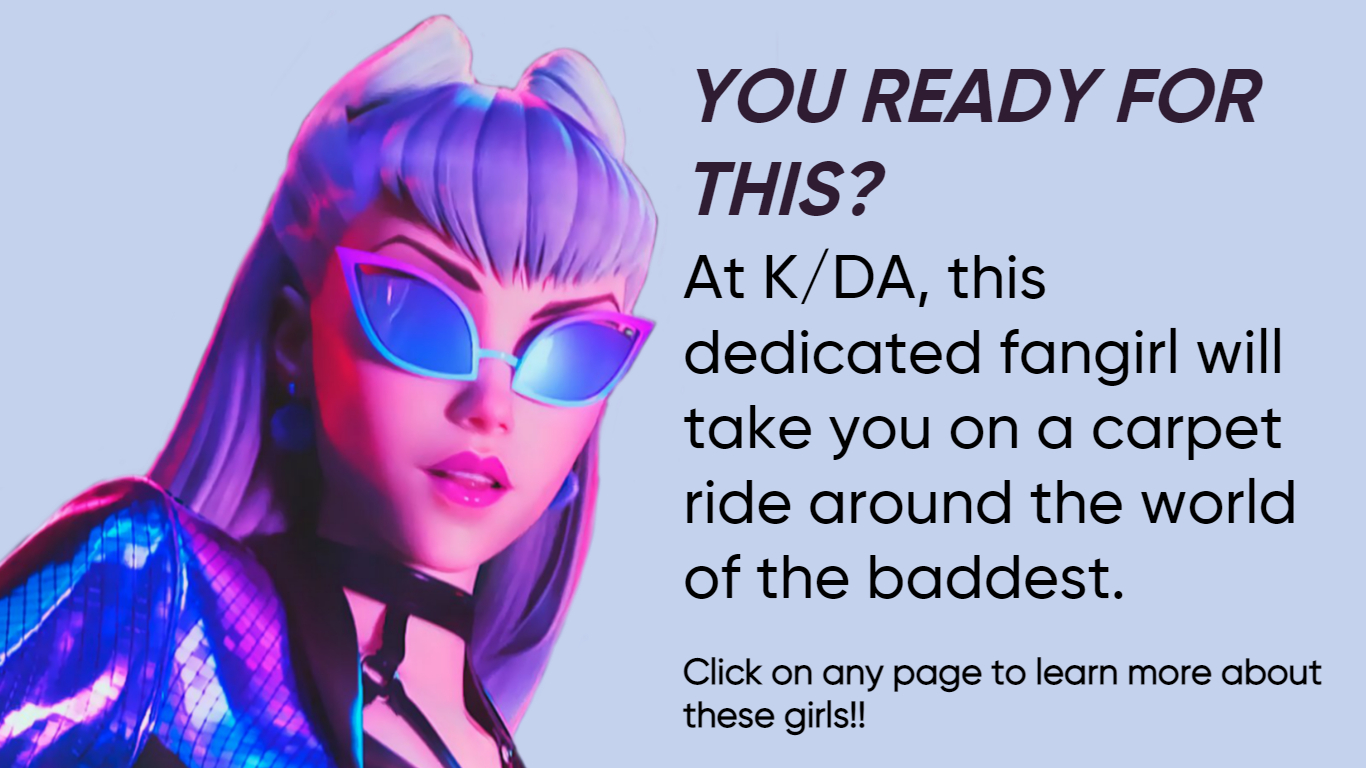 YOU READY FOR
THIS?
At K/DA, this
dedicated fangirl will
take you on a carpet
ride around the world
of the baddest.
Click on any page to learn more about
these girls!!